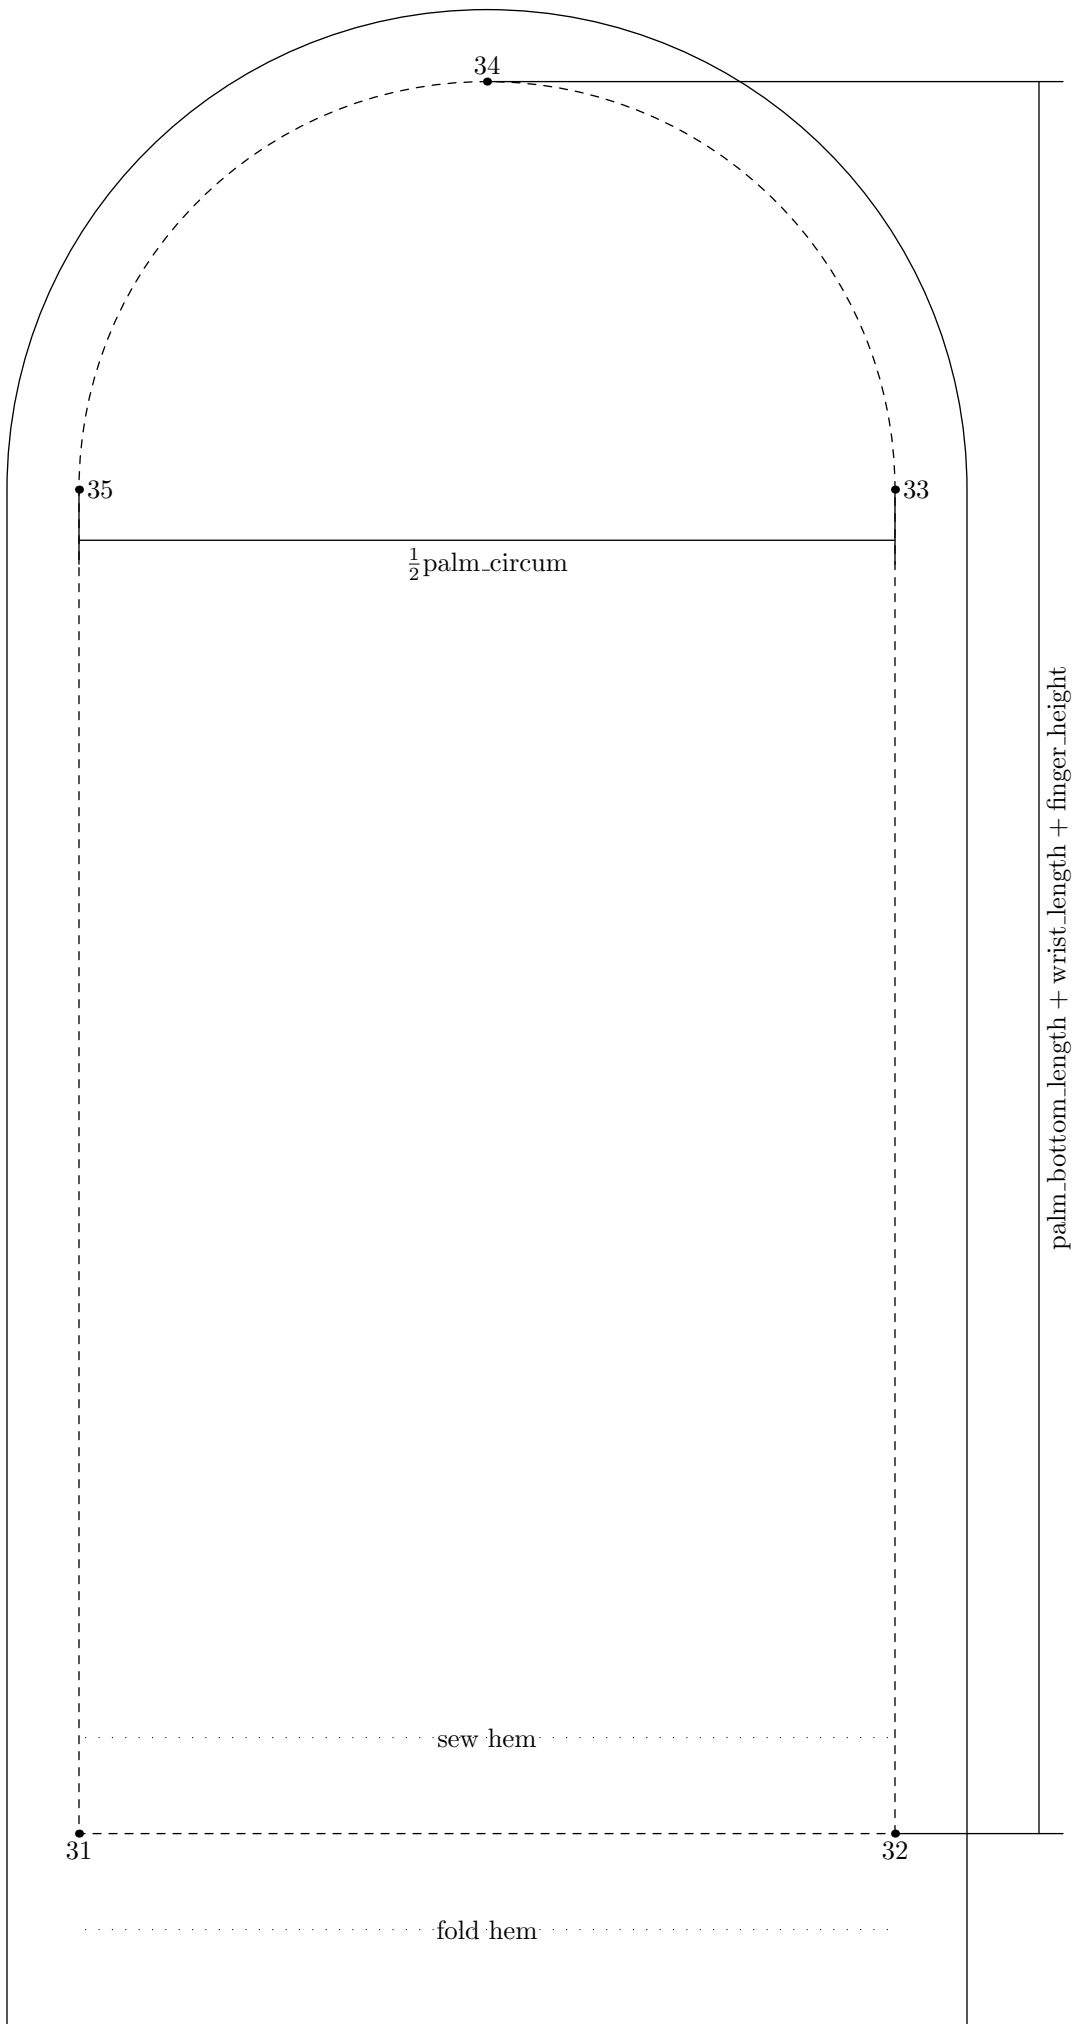 34
35
33
½palm_circum
palm_bottom_length + wrist_length + finger_height
sew hem
31
32
fold hem